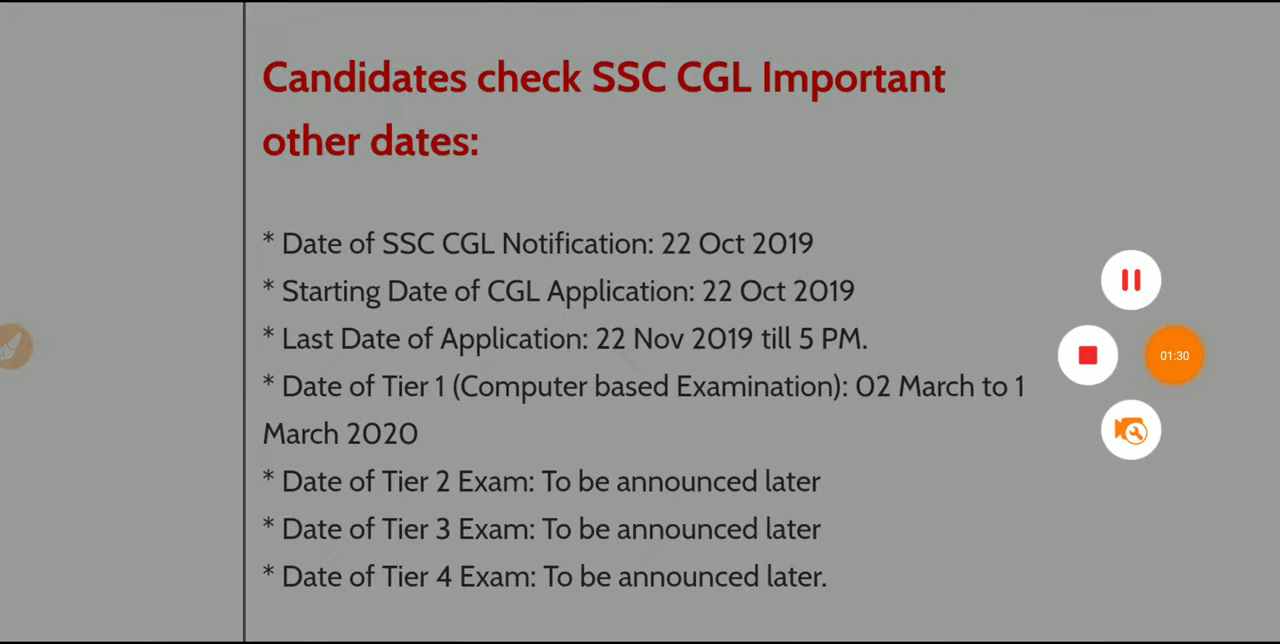 Candidates check SSC CGL Important
other dates:
* Date of SSC CGL Notification: 22 Oct 2019
* Starting Date of CGL Application: 22 Oct 2019
* Last Date of Application: 22 Nov 2019 till 5 PM.
* Date of Tier 1 (Computer based Examination): 02 March to 1
March 2020
* Date of Tier 2 Exam: To be announced later
* Date of Tier 3 Exam: To be announced later
* Date of Tier 4 Exam: To be announced later.
01:30